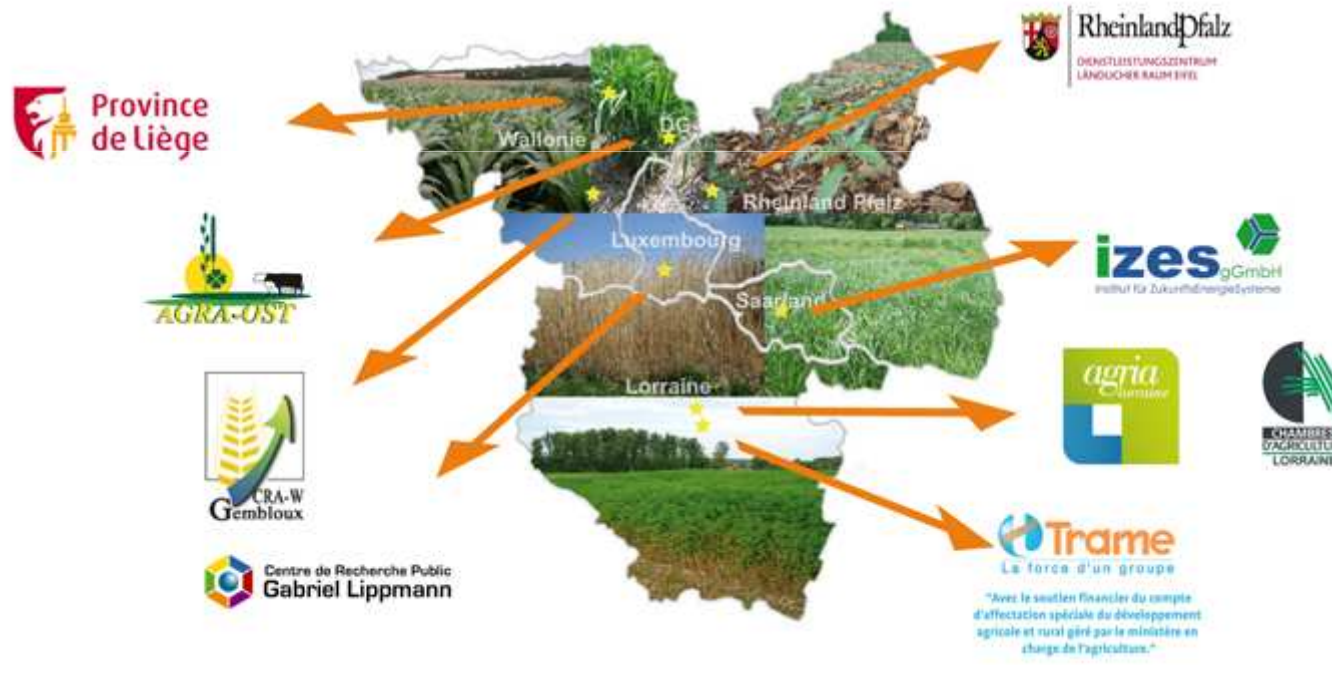 Province
de Liège
AGRA-OST
CRA-W
Gembloux
Centre de Recherche Public
Gabriel Lippmann
Wallonie
DG
Rheinland Pfalz
Luxembourg
Saarland
Lorraine
RheinlandPfalz
DIENSTLEISTUNGSZENTRUM
LÄNDLICHER RAUM EIFEL
izes gGmbH
Institut für ZukunftsEnergieSysteme
agria
lorraine
CHAMBRES
D'AGRICULTURE
LORRAINE
Trame
La force d'un groupe
"Avec le soutien financier du compte
d'affectation spéciale du développement
agricole et rural géré par le ministère en
charge de l'agriculture."